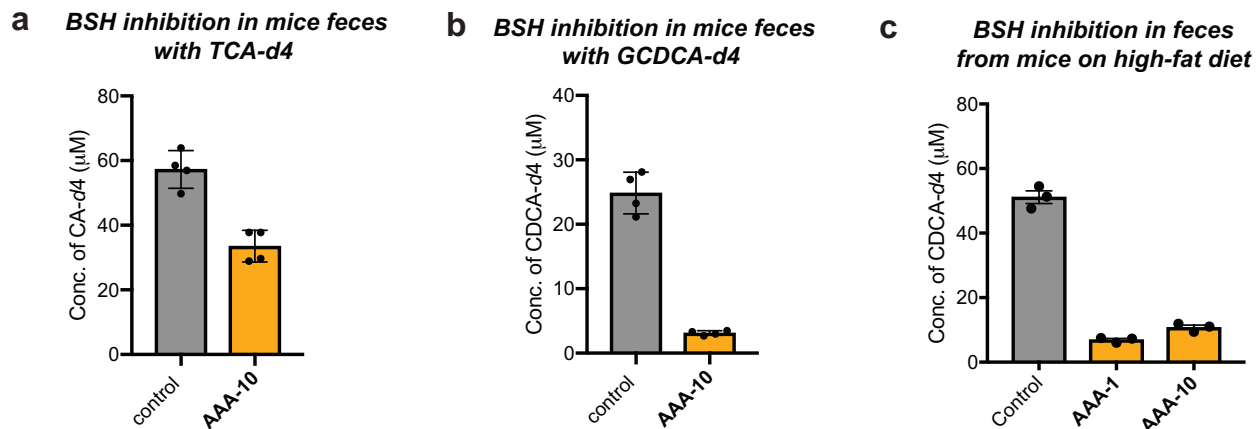 a
BSH inhibition in mice feces
with TCA-d4
Conc. of CA-d4 (μM)
80
60
40
20
0
control
AAA-10
b
BSH inhibition in mice feces
with GCDCA-d4
Conc. of CDCA-d4 (μM)
40
30
20
10
0
control
AAA-10
c
BSH inhibition in feces
from mice on high-fat diet
Conc. of CDCA-d4 (μM)
80
60
40
20
0
Control
AAA-1
AAA-10